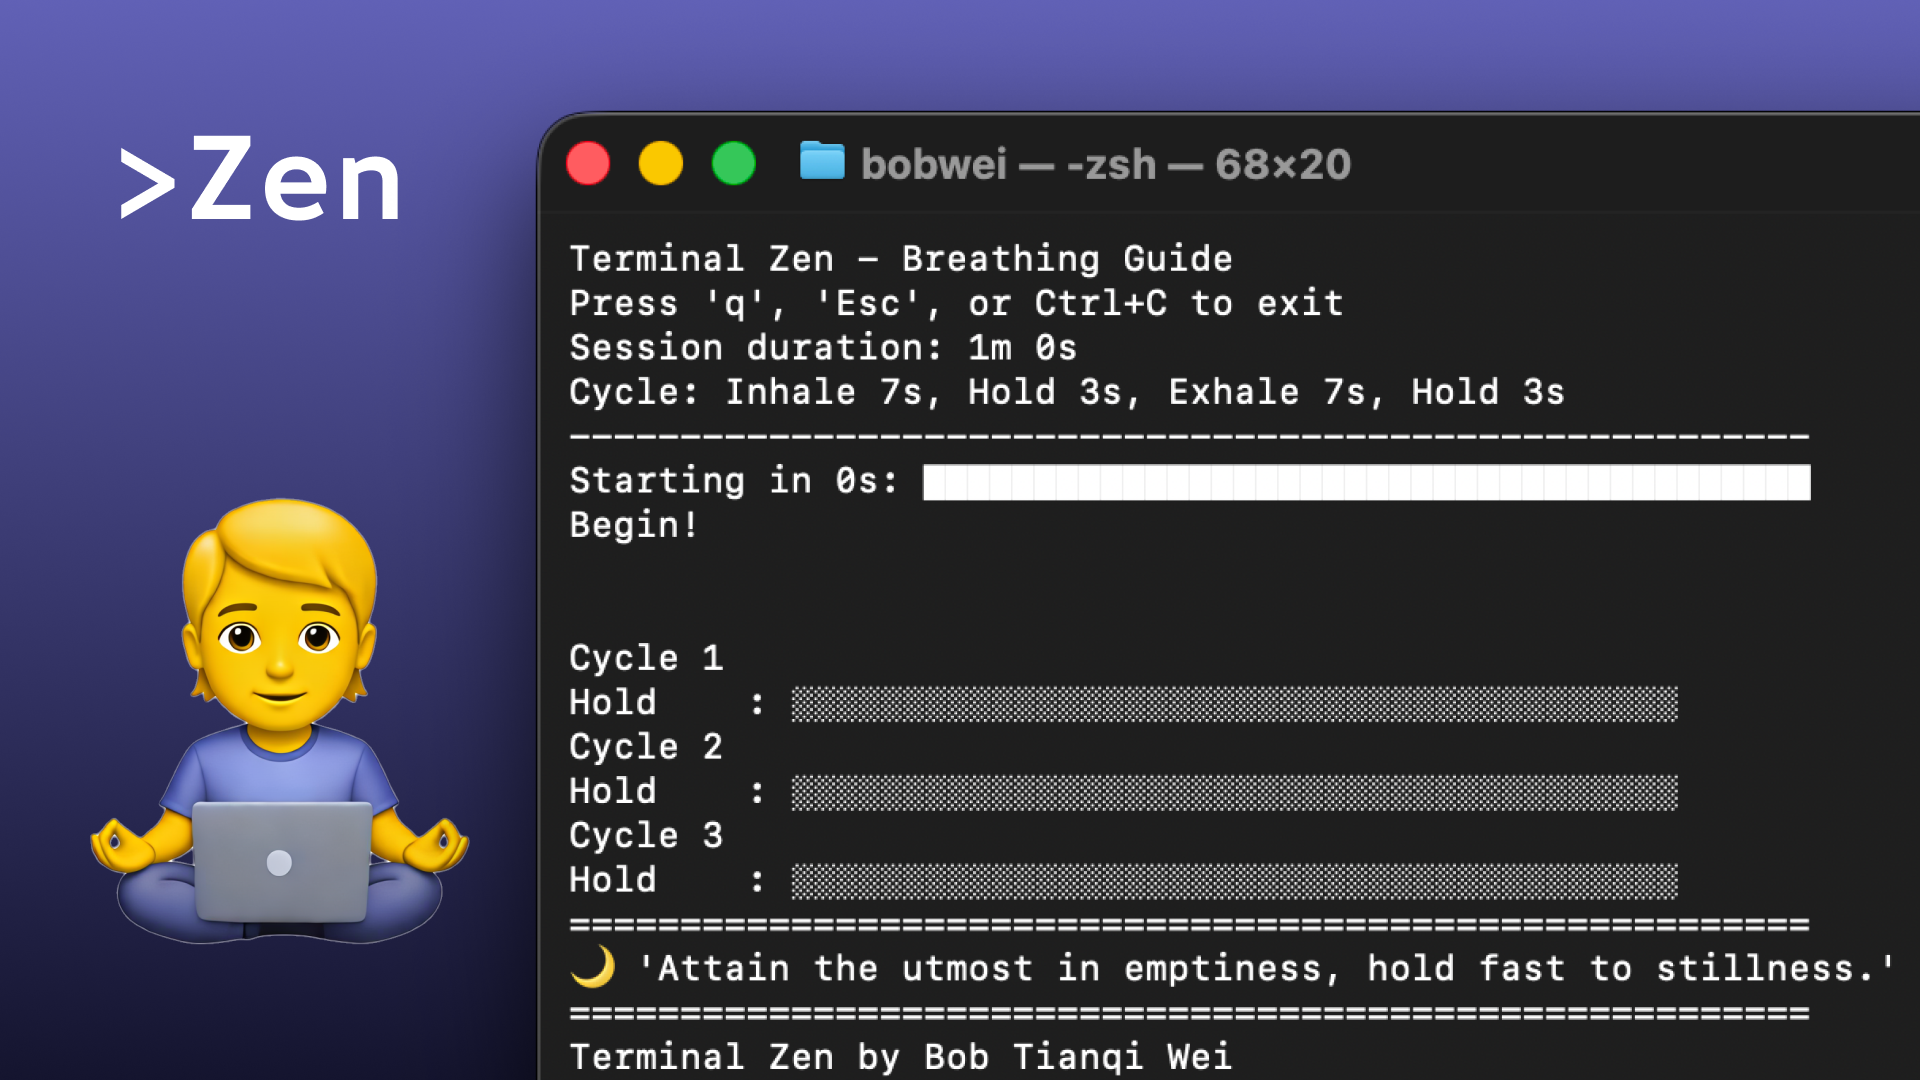 >Zen
bobwei — -zsh — 68×20
Terminal Zen — Breathing Guide
Press 'q', 'Esc', or Ctrl+C to exit
Session duration: 1m 0s
Cycle: Inhale 7s, Hold 3s, Exhale 7s, Hold 3s
--------------------------------------------------------
Starting in 0s: ████████████████████████████████████████
Begin!
Cycle 1
Hold    : ▒▒▒▒▒▒▒▒▒▒▒▒▒▒▒▒▒▒▒▒▒▒▒▒▒▒▒▒▒▒▒▒▒▒▒▒▒▒▒▒
Cycle 2
Hold    : ▒▒▒▒▒▒▒▒▒▒▒▒▒▒▒▒▒▒▒▒▒▒▒▒▒▒▒▒▒▒▒▒▒▒▒▒▒▒▒▒
Cycle 3
Hold    : ▒▒▒▒▒▒▒▒▒▒▒▒▒▒▒▒▒▒▒▒▒▒▒▒▒▒▒▒▒▒▒▒▒▒▒▒▒▒▒▒
========================================================
🌙 'Attain the utmost in emptiness, hold fast to stillness.'
========================================================
Terminal Zen by Bob Tianqi Wei